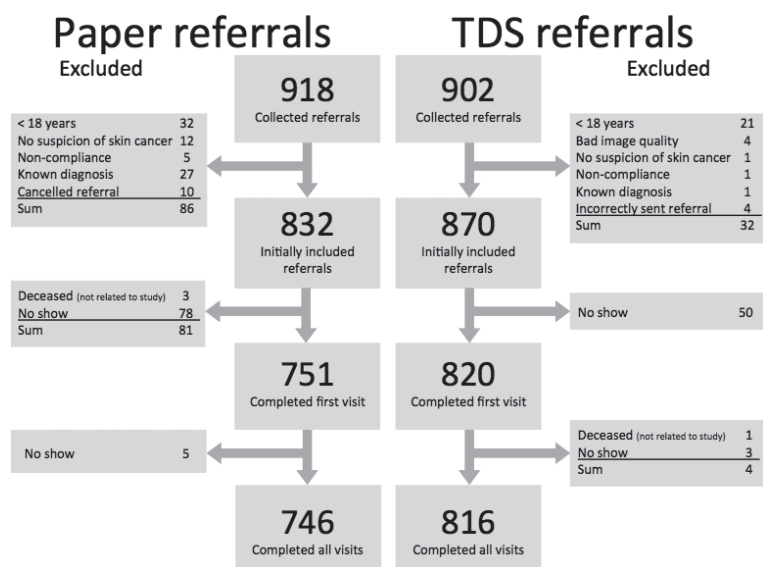 Paper referrals
TDS referrals
Excluded
Excluded
918
Collected referrals
902
Collected referrals
< 18 years 32
No suspicion of skin cancer 12
Non-compliance 5
Known diagnosis 27
Cancelled referral 10
Sum 86
< 18 years 21
Bad image quality 4
No suspicion of skin cancer 1
Non-compliance 1
Known diagnosis 1
Incorrectly sent referral 4
Sum 32
832
Initially included
referrals
870
Initially included
referrals
Deceased (not related to study) 3
No show 78
Sum 81
No show 50
751
Completed first visit
820
Completed first visit
No show 5
Deceased (not related to study) 1
No show 3
Sum 4
746
Completed all visits
816
Completed all visits